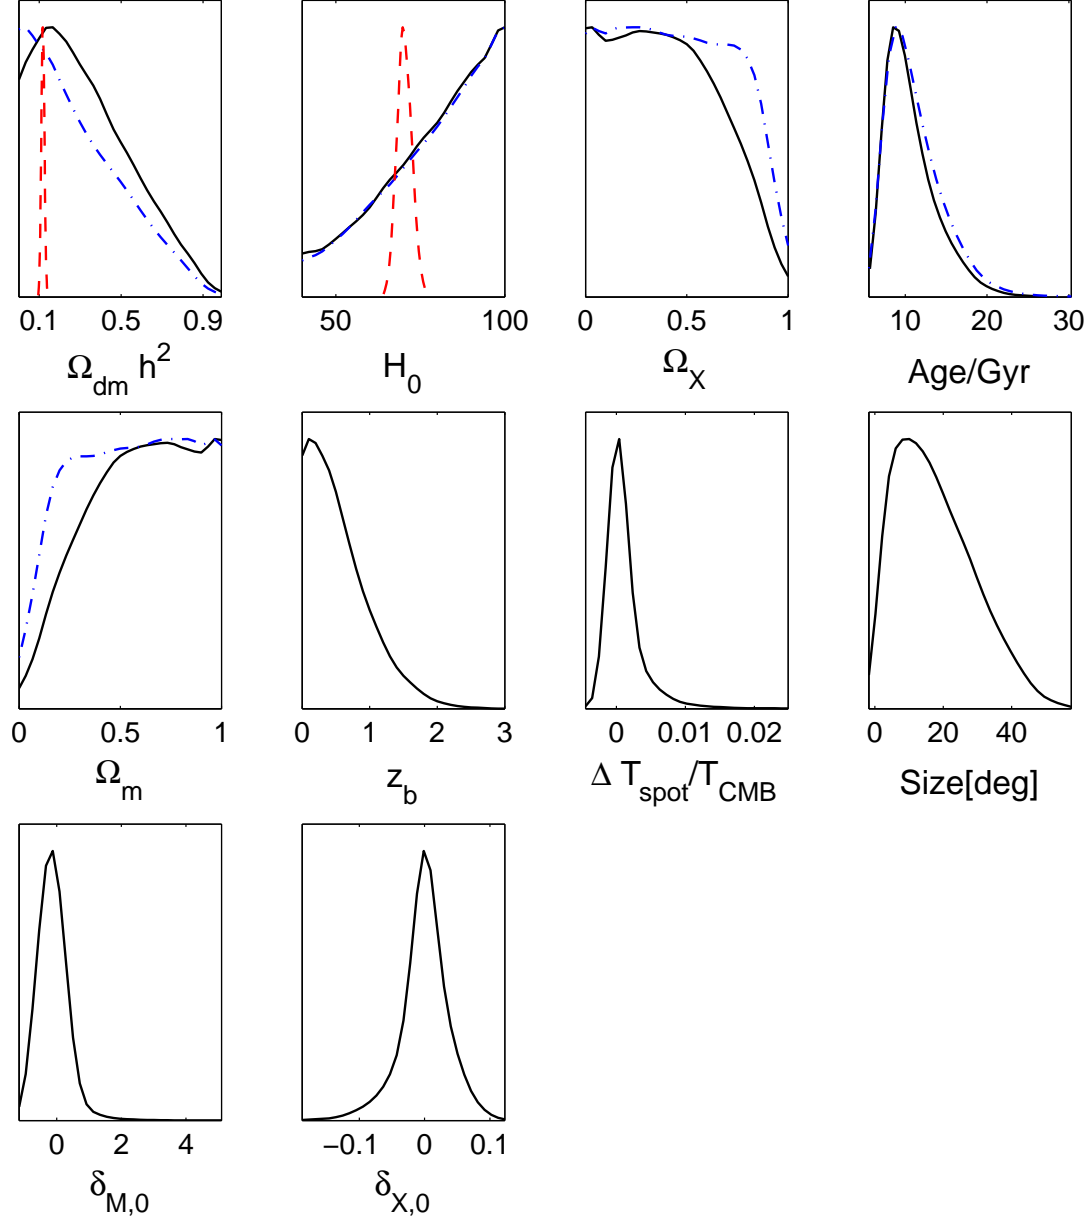 0.1 0.5 0.9 50 100 0 0.5 1 10 20 30
Ω_dm h^2 H_0 Ω_X Age/Gyr
0 0.5 1 0 1 2 3 0 0.01 0.02 0 20 40
Ω_m z_b Δ T_spot/T_CMB Size[deg]
0 2 4 −0.1 0 0.1
δ_M,0 δ_X,0